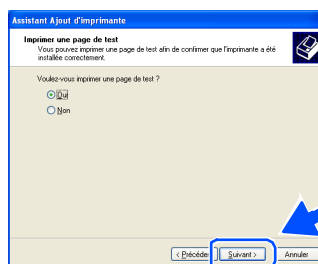 Assistant Ajout d'imprimante
Imprimer une page de test
Vous pouvez imprimer une page de test afin de confirmer que l'imprimante a été
installée correctement.
Voulez-vous imprimer une page de test ?
Oui
Non
< Précéden
Suivant >
Annuler